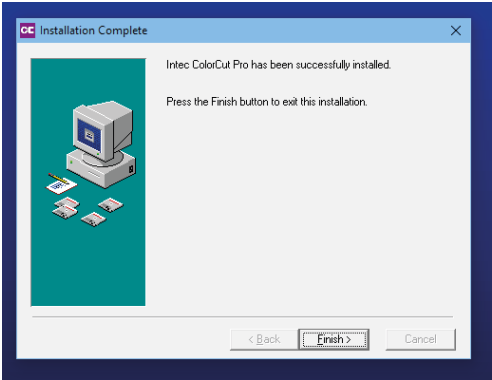 CC Installation Complete
Intec ColorCut Pro has been successfully installed.
Press the Finish button to exit this installation.
< Back Finish > Cancel